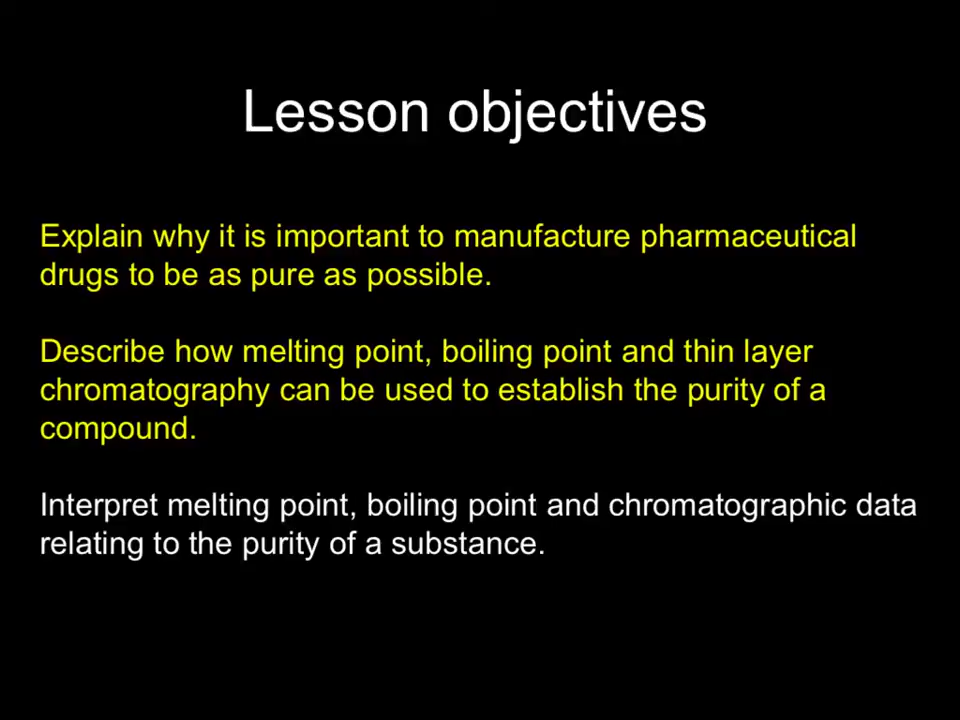 Lesson objectives
Explain why it is important to manufacture pharmaceutical
drugs to be as pure as possible.
Describe how melting point, boiling point and thin layer
chromatography can be used to establish the purity of a
compound.
Interpret melting point, boiling point and chromatographic data
relating to the purity of a substance.